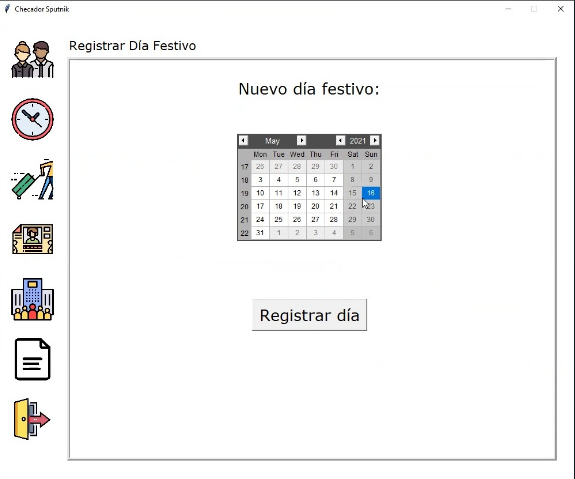 Checador Sputnik
Registrar Día Festivo
Nuevo día festivo:
May 2021
Mon Tue Wed Thu Fri Sat Sun
17 26 27 28 29 30 1 2
18 3 4 5 6 7 8 9
19 10 11 12 13 14 15 16
20 17 18 19 20 21 22 23
21 24 25 26 27 28 29 30
22 31 1 2 3 4 5 6
Registrar día